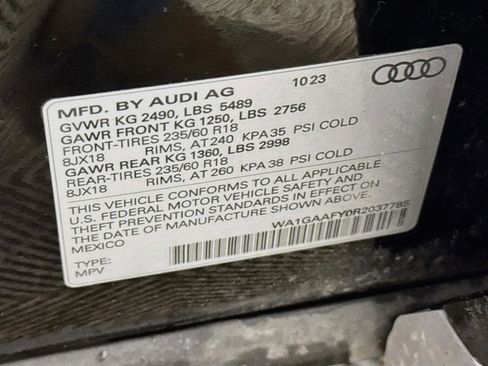 MFD. BY AUDI AG 10 23
GVWR KG 2490, LBS 5489
GAWR FRONT KG 1250, LBS 2756
FRONT-TIRES 235/60 R18
8JX18 RIMS, AT 240 KPA 35 PSI COLD
GAWR REAR KG 1360, LBS 2998
REAR-TIRES 235/60 R18
8JX18 RIMS, AT 260 KPA 38 PSI COLD
THIS VEHICLE CONFORMS TO ALL APPLICABLE
U.S. FEDERAL MOTOR VEHICLE SAFETY AND
THEFT PREVENTION STANDARDS IN EFFECT ON
THE DATE OF MANUFACTURE SHOWN ABOVE.
MEXICO
WA1GAAFY0R2037785
TYPE:
MPV